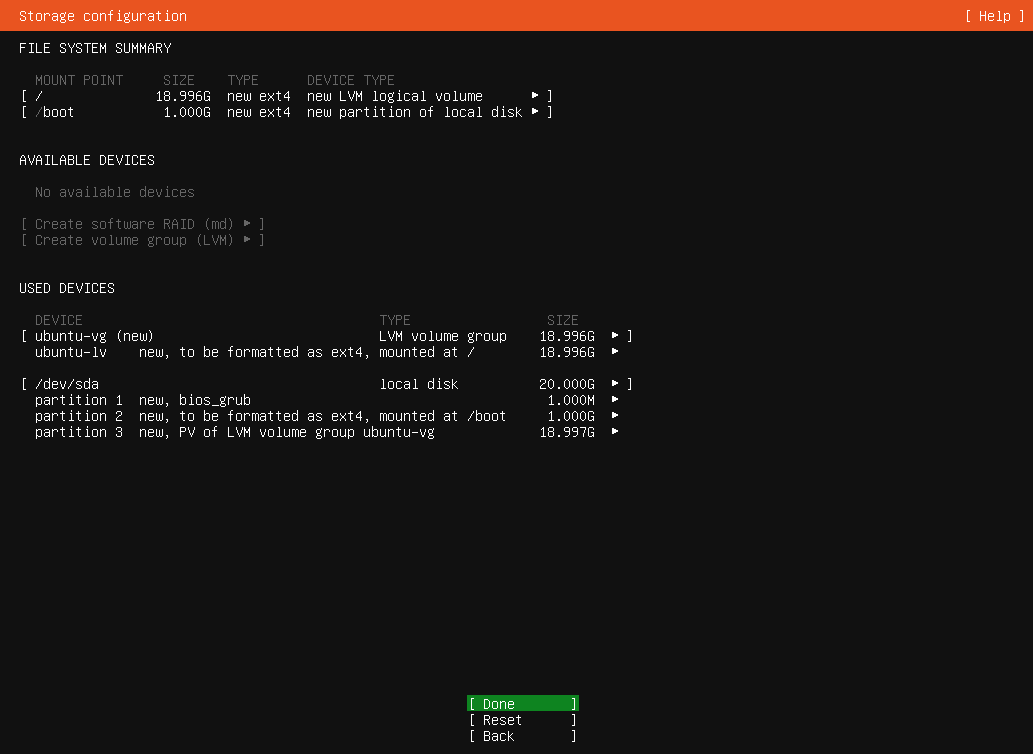 Storage configuration [ Help ]
FILE SYSTEM SUMMARY
MOUNT POINT SIZE TYPE DEVICE TYPE
[ / 18.996G new ext4 new LVM logical volume ▸ ]
[ /boot 1.000G new ext4 new partition of local disk ▸ ]
AVAILABLE DEVICES
No available devices
[ Create software RAID (md) ▸ ]
[ Create volume group (LVM) ▸ ]
USED DEVICES
DEVICE TYPE SIZE
[ ubuntu-vg (new) LVM volume group 18.996G ▸ ]
ubuntu-lv new, to be formatted as ext4, mounted at / 18.996G ▸
[ /dev/sda local disk 20.000G ▸ ]
partition 1 new, bios_grub 1.000M ▸
partition 2 new, to be formatted as ext4, mounted at /boot 1.000G ▸
partition 3 new, PV of LVM volume group ubuntu-vg 18.997G ▸
[ Done ]
[ Reset ]
[ Back ]